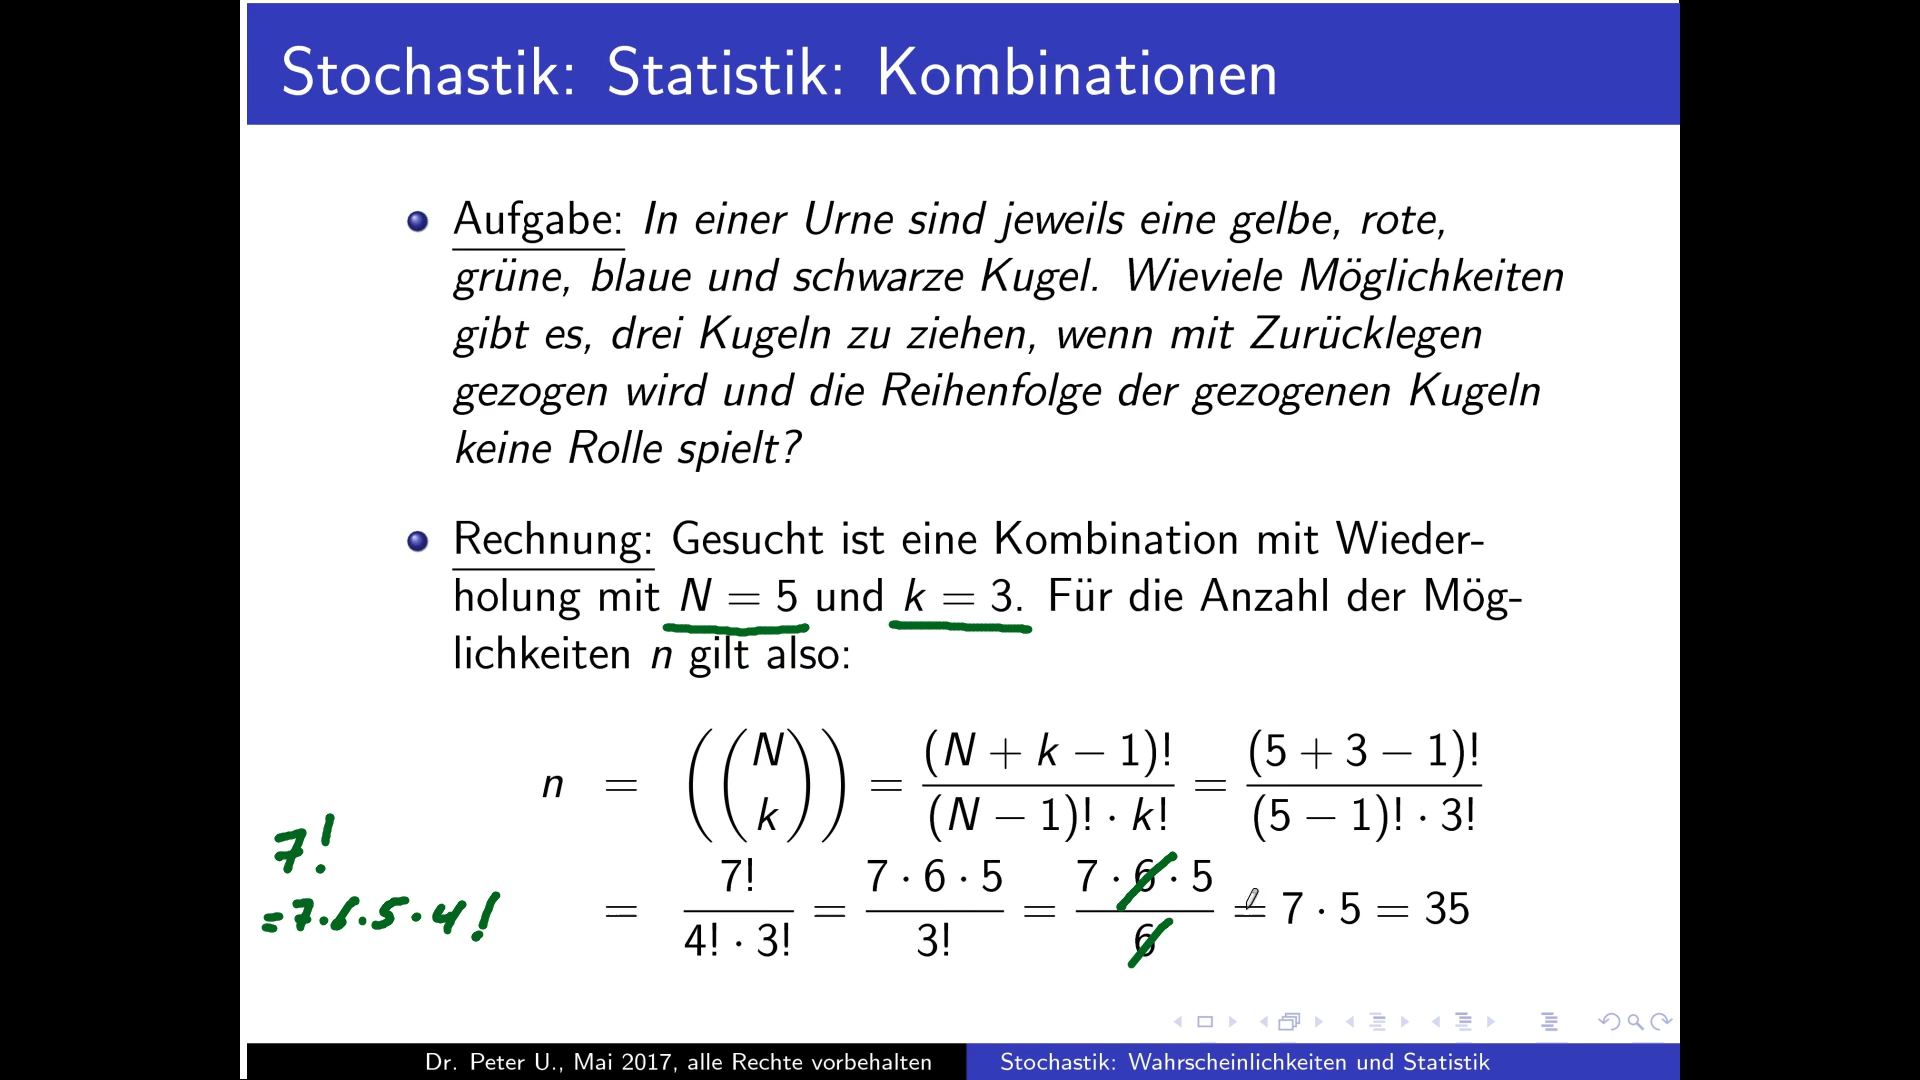 Stochastik: Statistik: Kombinationen
Aufgabe: In einer Urne sind jeweils eine gelbe, rote,
grüne, blaue und schwarze Kugel. Wieviele Möglichkeiten
gibt es, drei Kugeln zu ziehen, wenn mit Zurücklegen
gezogen wird und die Reihenfolge der gezogenen Kugeln
keine Rolle spielt?
Rechnung: Gesucht ist eine Kombination mit Wieder-
holung mit N = 5 und k = 3. Für die Anzahl der Mög-
lichkeiten n gilt also:
n = ((N k)) = (N + k − 1)! / (N − 1)! · k! = (5 + 3 − 1)! / (5 − 1)! · 3!
7!
= 7! / 4! · 3! = 7 · 6 · 5 / 3! = 7 · 6 · 5 / 6 = 7 · 5 = 35
= 7 · 6 · 5 · 4!
Dr. Peter U., Mai 2017, alle Rechte vorbehalten
Stochastik: Wahrscheinlichkeiten und Statistik